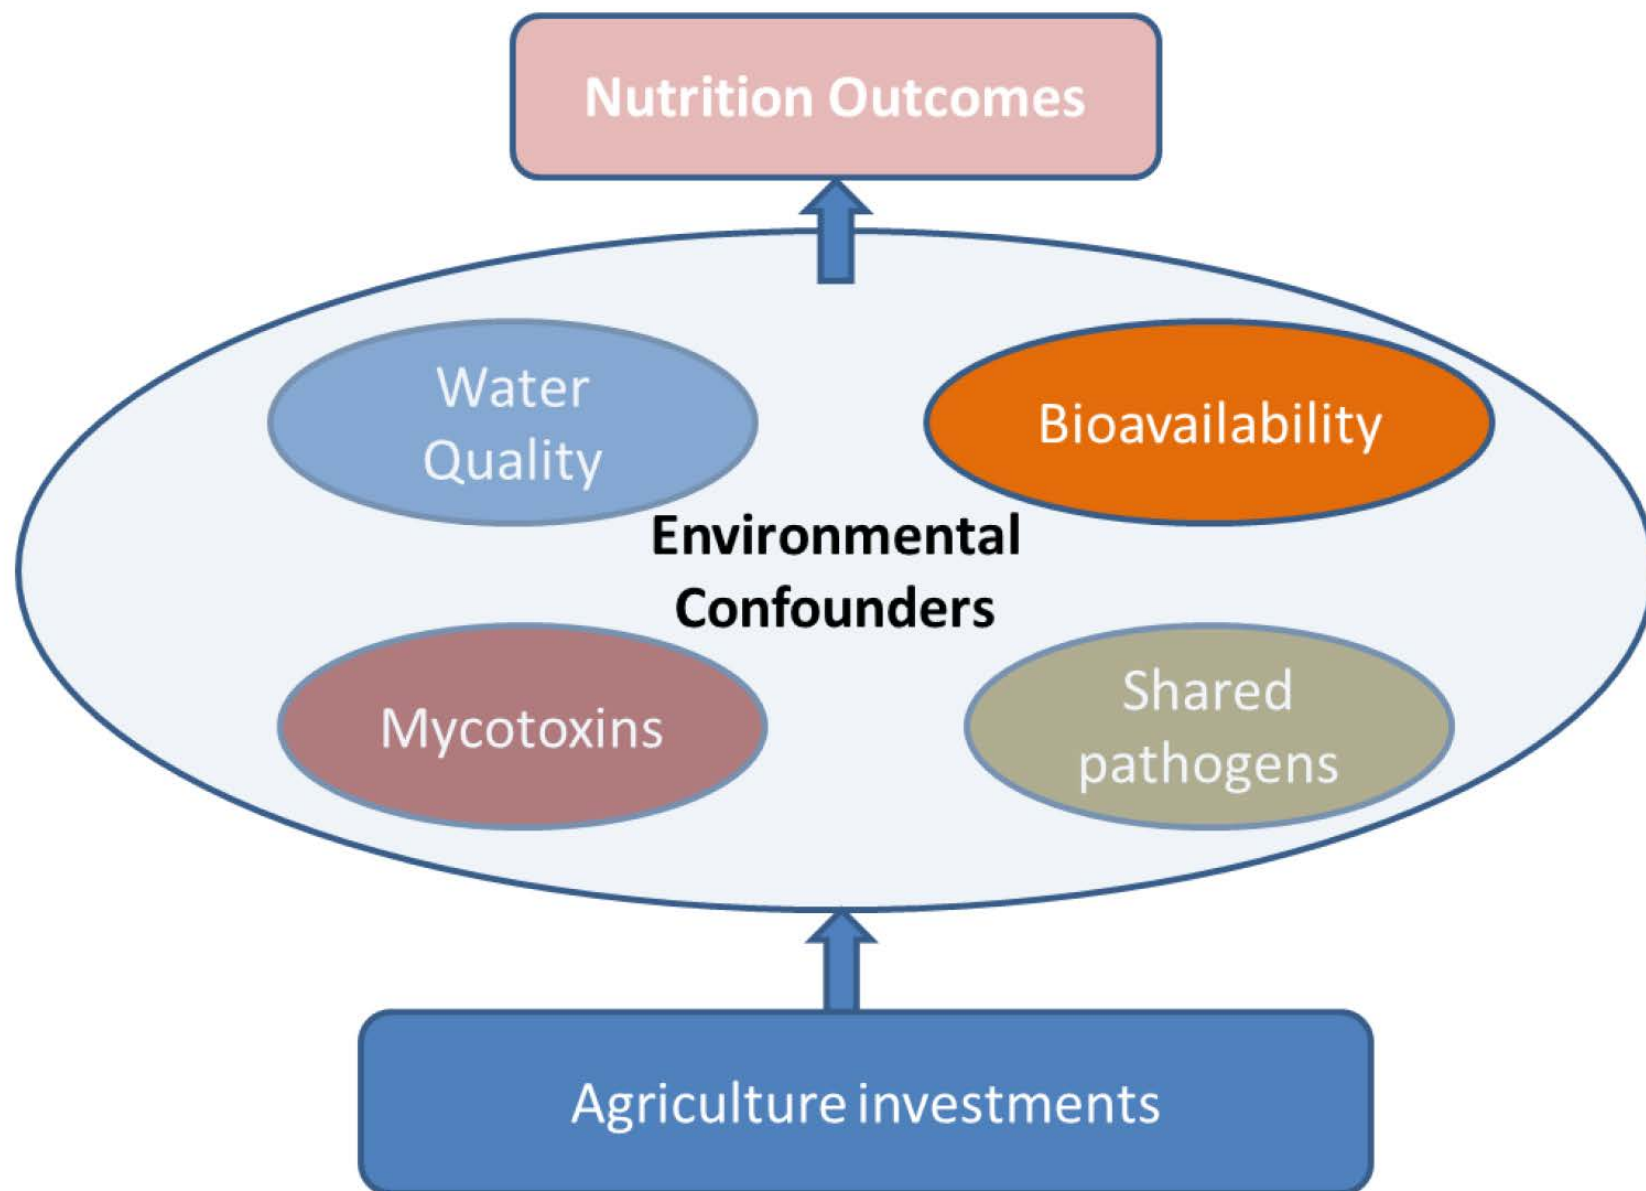 Nutrition Outcomes
Water
Quality
Bioavailability
Environmental
Confounders
Mycotoxins
Shared
pathogens
Agriculture investments